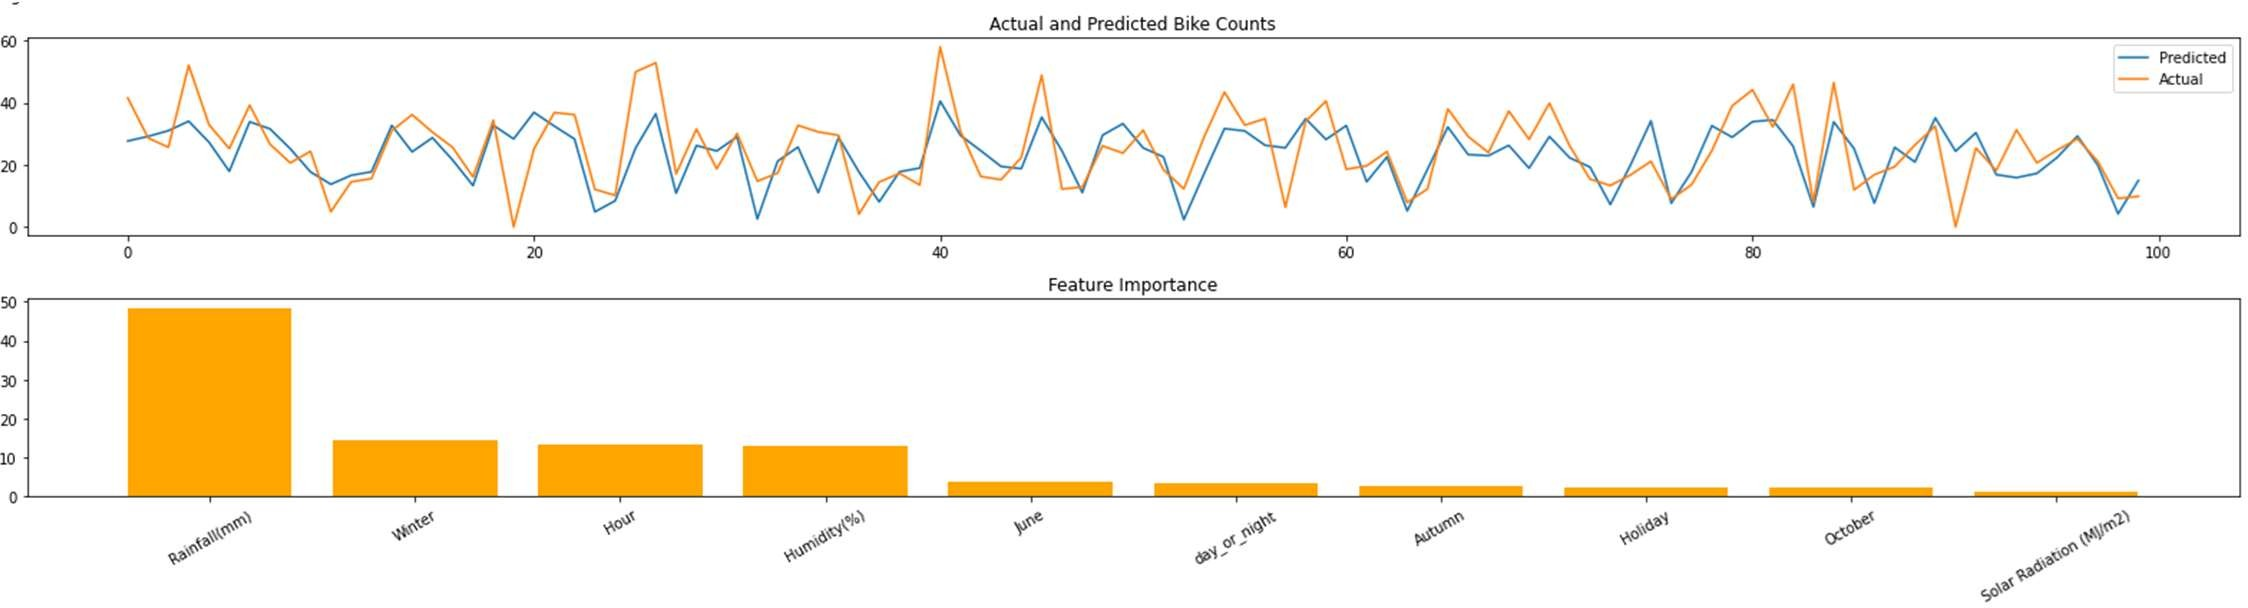 Actual and Predicted Bike Counts
60
40
20
0
Predicted
Actual
0 20 40 60 80 100
Feature Importance
50
40
30
20
10
0
Rainfall(mm) Winter Hour Humidity(%) June day_or_night Autumn Holiday October Solar Radiation (MJ/m2)